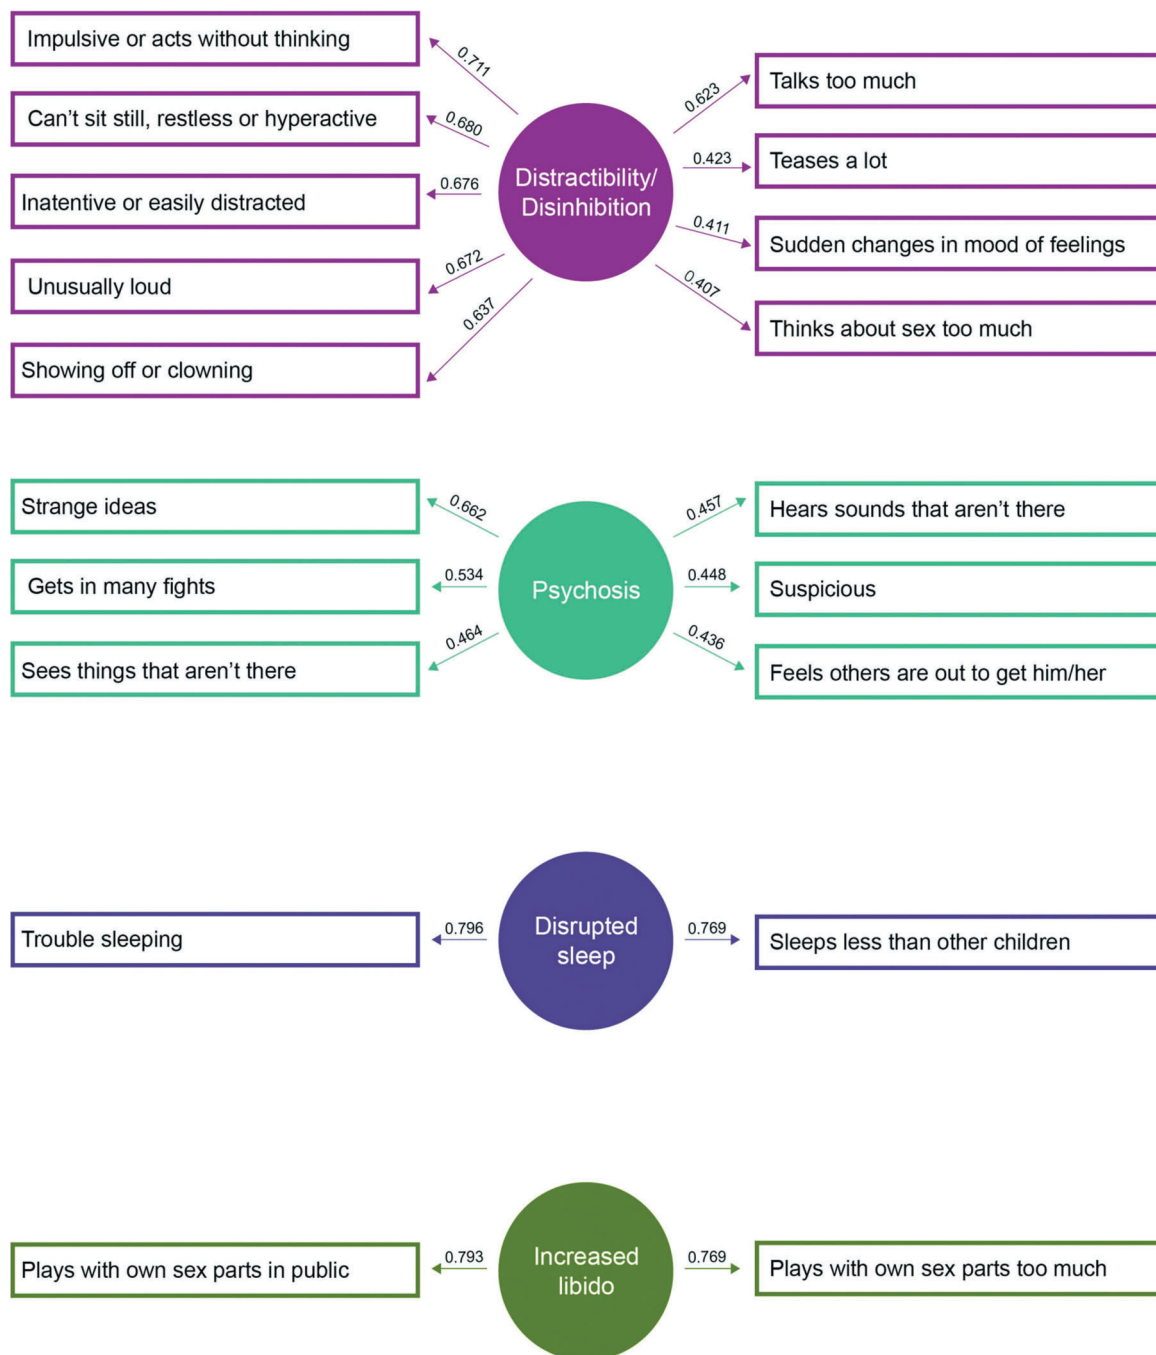 Impulsive or acts without thinking
0.711
Can't sit still, restless or hyperactive
0.680
Inatentive or easily distracted
0.676
Unusually loud
0.672
Showing off or clowning
0.637
Distractibility/
Disinhibition
0.623
Talks too much
0.423
Teases a lot
0.411
Sudden changes in mood of feelings
0.407
Thinks about sex too much
Strange ideas
0.662
Gets in many fights
0.534
Sees things that aren't there
0.464
Psychosis
0.457
Hears sounds that aren't there
0.448
Suspicious
0.436
Feels others are out to get him/her
Trouble sleeping
0.796
Disrupted
sleep
0.769
Sleeps less than other children
Plays with own sex parts in public
0.793
Increased
libido
0.769
Plays with own sex parts too much